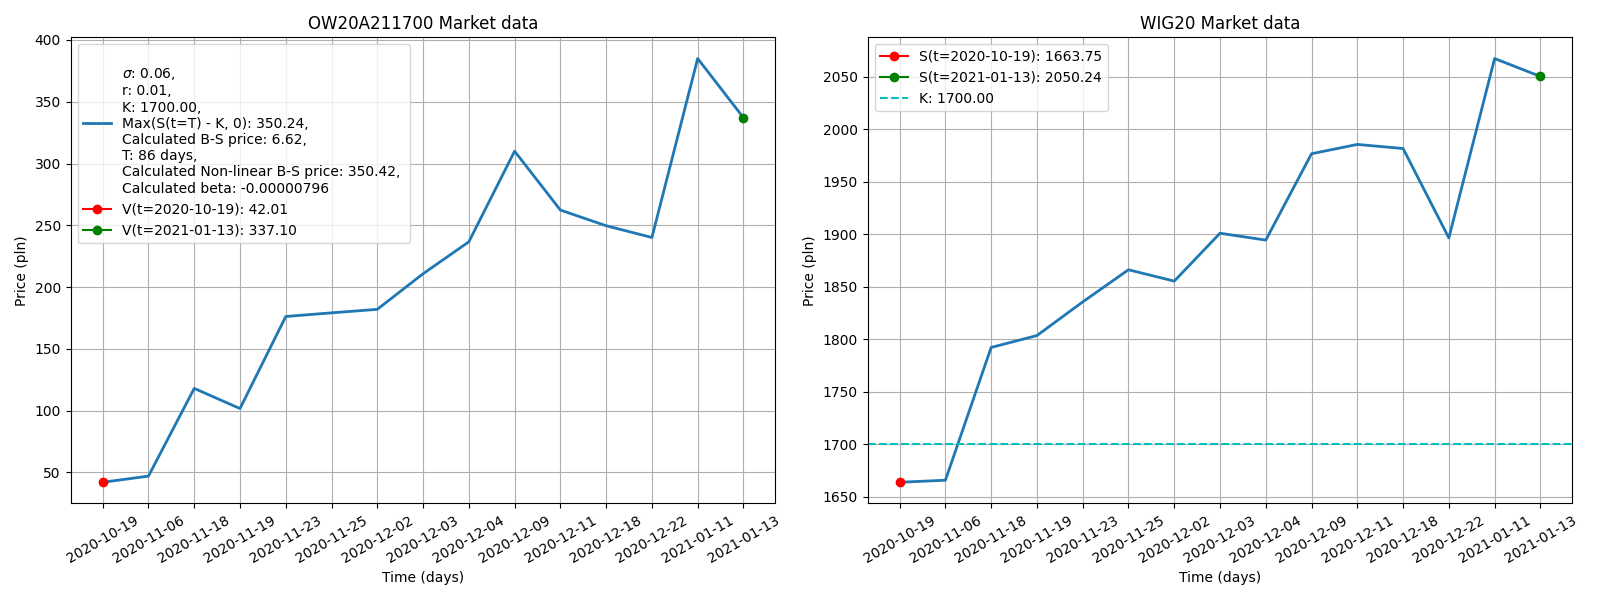 OW20A211700 Market data
400
350
300
250
200
150
100
50
Price (pln)
σ: 0.06,
r: 0.01,
K: 1700.00,
Max(S(t=T) - K, 0): 350.24,
Calculated B-S price: 6.62,
T: 86 days,
Calculated Non-linear B-S price: 350.42,
Calculated beta: -0.00000796
V(t=2020-10-19): 42.01
V(t=2021-01-13): 337.10
2020-10-19
2020-11-06
2020-11-18
2020-11-19
2020-11-23
2020-11-25
2020-12-02
2020-12-03
2020-12-04
2020-12-09
2020-12-11
2020-12-18
2020-12-22
2021-01-11
2021-01-13
Time (days)
WIG20 Market data
2050
2000
1950
1900
1850
1800
1750
1700
1650
Price (pln)
S(t=2020-10-19): 1663.75
S(t=2021-01-13): 2050.24
K: 1700.00
2020-10-19
2020-11-06
2020-11-18
2020-11-19
2020-11-23
2020-11-25
2020-12-02
2020-12-03
2020-12-04
2020-12-09
2020-12-11
2020-12-18
2020-12-22
2021-01-11
2021-01-13
Time (days)